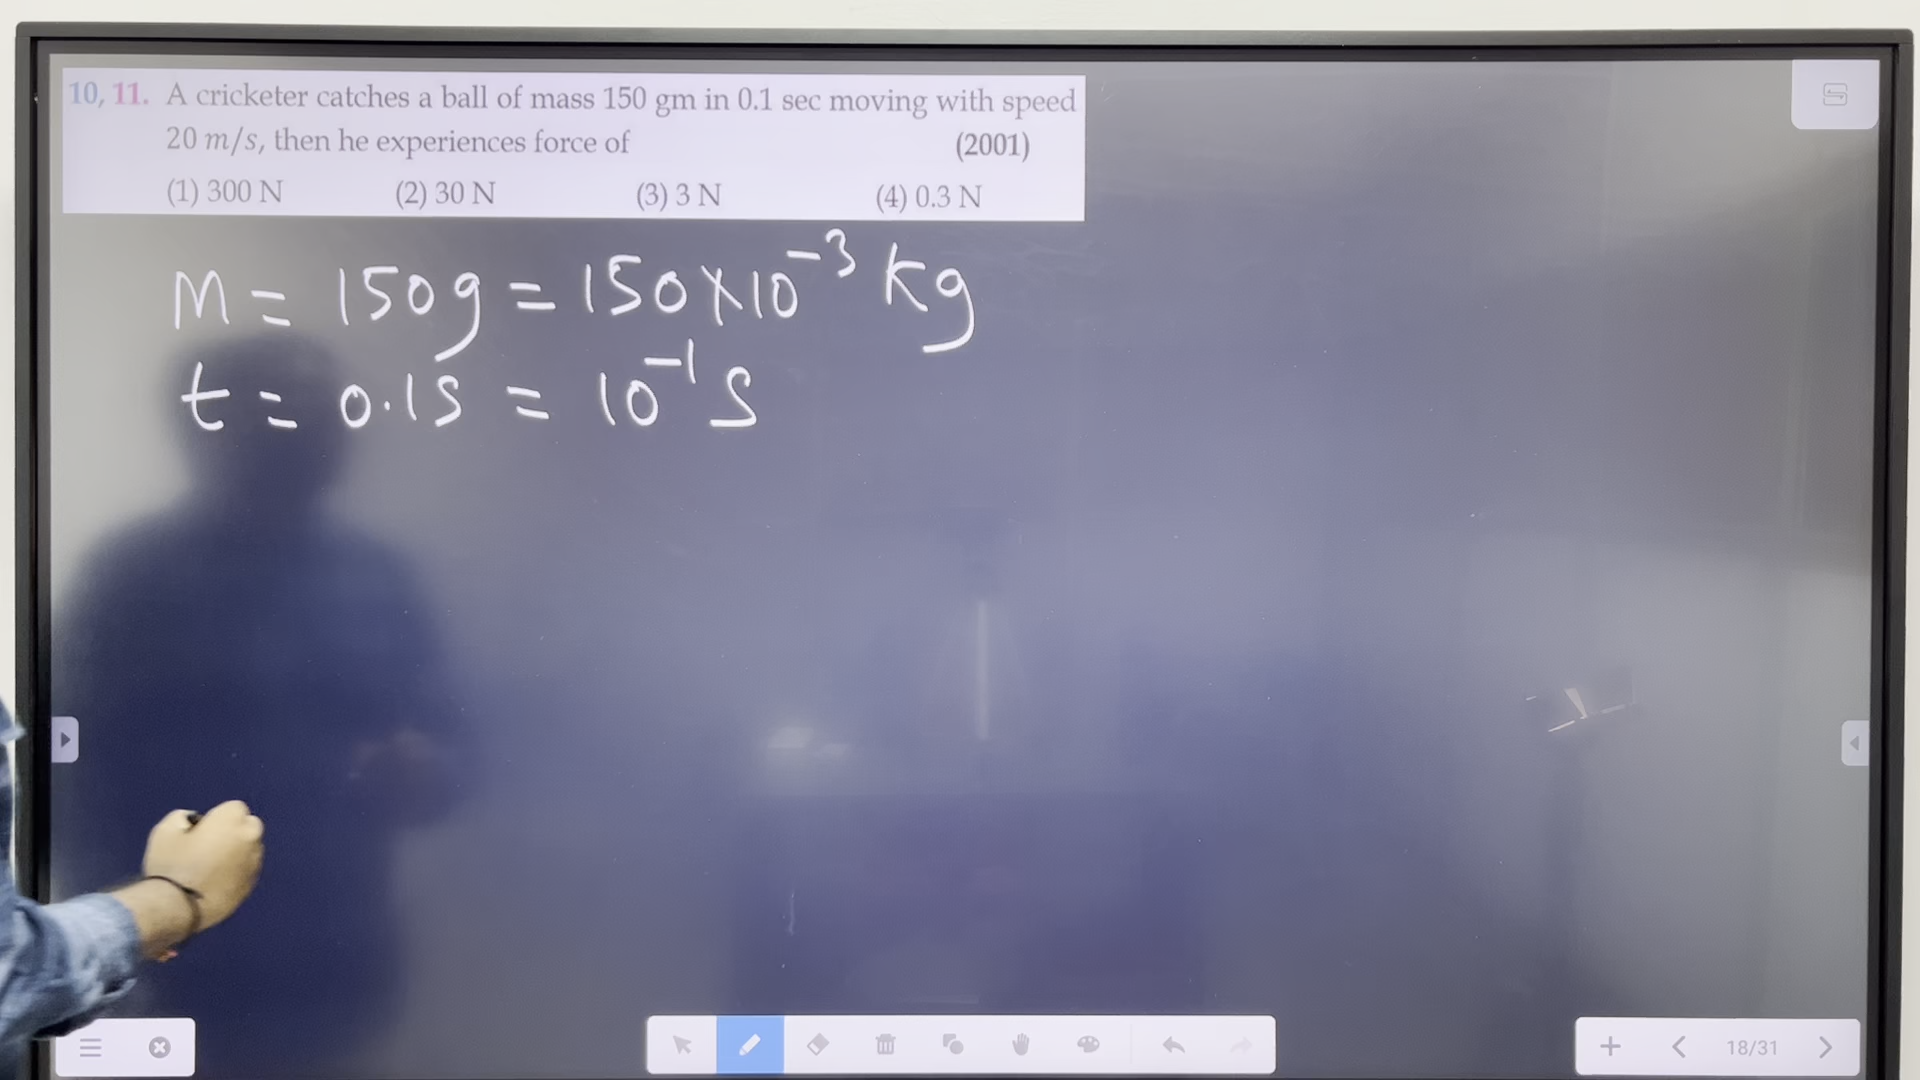 10, 11. A cricketer catches a ball of mass 150 gm in 0.1 sec moving with speed
20 m/s, then he experiences force of (2001)
(1) 300 N (2) 30 N (3) 3 N (4) 0.3 N
M = 150g = 150×10⁻³ kg
t = 0.1s = 10⁻¹ s
18/31